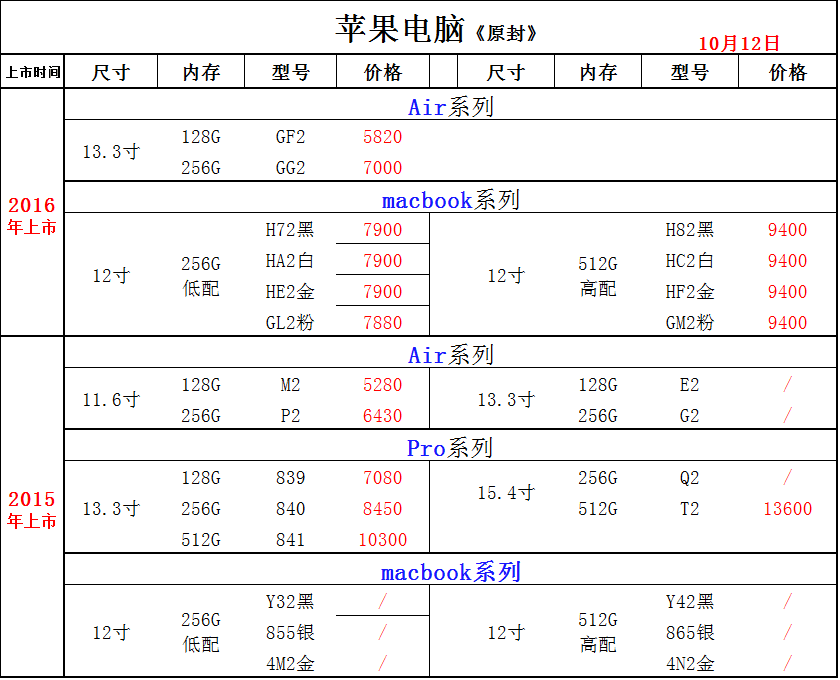 苹果电脑《原封》
10月12日
上市时间 尺寸 内存 型号 价格 尺寸 内存 型号 价格
2016
年上市
Air系列
13.3寸
128G GF2 5820
256G GG2 7000
macbook系列
12寸
256G
低配
H72黑 7900
HA2白 7900
HE2金 7900
GL2粉 7880
12寸
512G
高配
H82黑 9400
HC2白 9400
HF2金 9400
GM2粉 9400
2015
年上市
Air系列
11.6寸
128G M2 5280
256G P2 6430
13.3寸
128G E2 /
256G G2 /
Pro系列
13.3寸
128G 839 7080
256G 840 8450
512G 841 10300
15.4寸
256G Q2 /
512G T2 13600
macbook系列
12寸
256G
低配
Y32黑 /
855银 /
4M2金 /
12寸
512G
高配
Y42黑 /
865银 /
4N2金 /